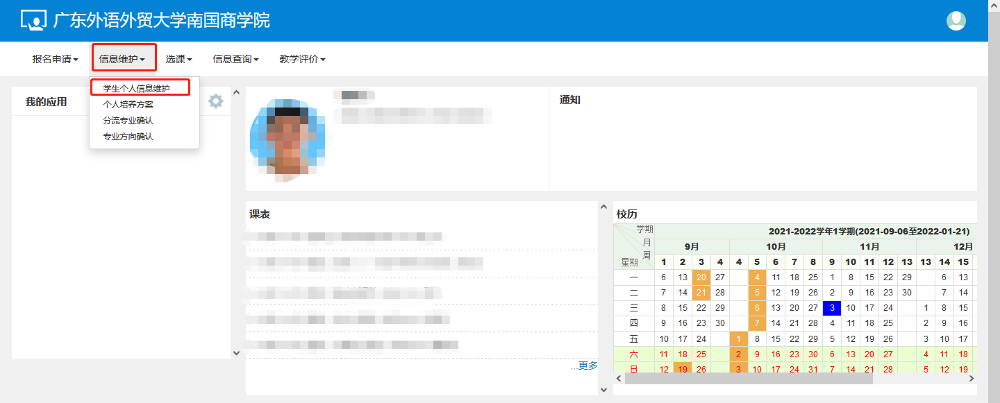 广东外语外贸大学南国商学院
报名申请 信息维护 选课 信息查询 教学评价
学生个人信息维护
个人培养方案
分流专业确认
专业方向确认
我的应用
通知
课表
...更多
校历
学期 2021-2022学年1学期(2021-09-06至2022-01-21)
月 9月 10月 11月 12月
周
星期 1 2 3 4 4 5 6 7 8 9 10 11 12 13 13 14 15
一 6 13 20 27 4 11 18 25 1 8 15 22 29 6 13
二 7 14 21 28 5 12 19 26 2 9 16 23 30 7 14
三 8 15 22 29 6 13 20 27 3 10 17 24 1 8 15
四 9 16 23 30 7 14 21 28 4 11 18 25 2 9 16
五 10 17 24 1 8 15 22 29 5 12 19 26 3 10 17
六 11 18 25 2 9 16 23 30 6 13 20 27 4 11 18
日 12 19 26 3 10 17 24 31 7 14 21 28 5 12 19